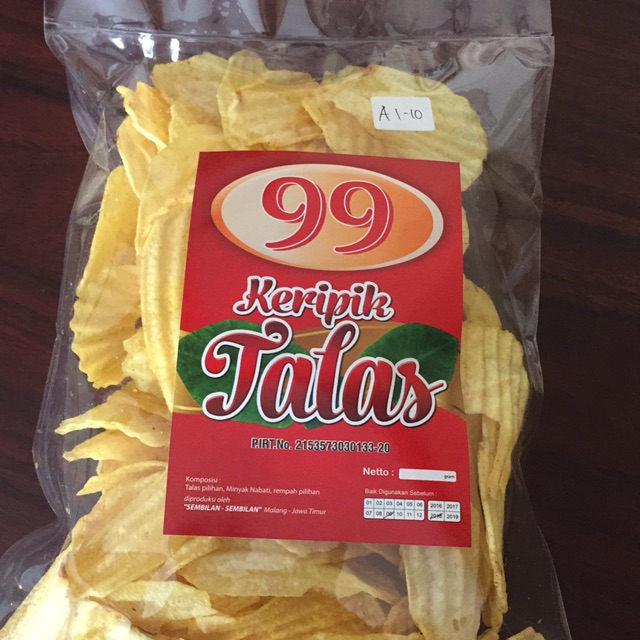 A 1-10
99
Keripik
Talas
PIRT.No. 2153573030133-20
Netto :
gram
Komposisi :
Talas pilihan, Minyak Nabati, rempah pilihan
diproduksi oleh
"SEMBILAN - SEMBILAN" Malang - Jawa Timur
Baik Digunakan Sebelum :
01 02 03 04 05 06 2016 2017
07 08 09 10 11 12 2018 2019